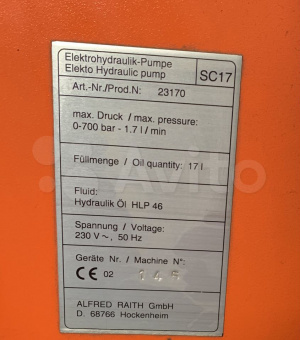 Elektrohydraulik-Pumpe
Elekto Hydraulic pump
SC17
Art.-Nr./Prod.N: 23170
max. Druck / max. pressure:
0-700 bar - 1.7 l / min
Füllmenge / Oil quantity: 17 l
Fluid:
Hydraulik Öl HLP 46
Spannung / Voltage:
230 V ~, 50 Hz
Geräte Nr. / Machine N°:
CE 02 145
ALFRED RAITH GmbH
D. 68766 Hockenheim
Avito